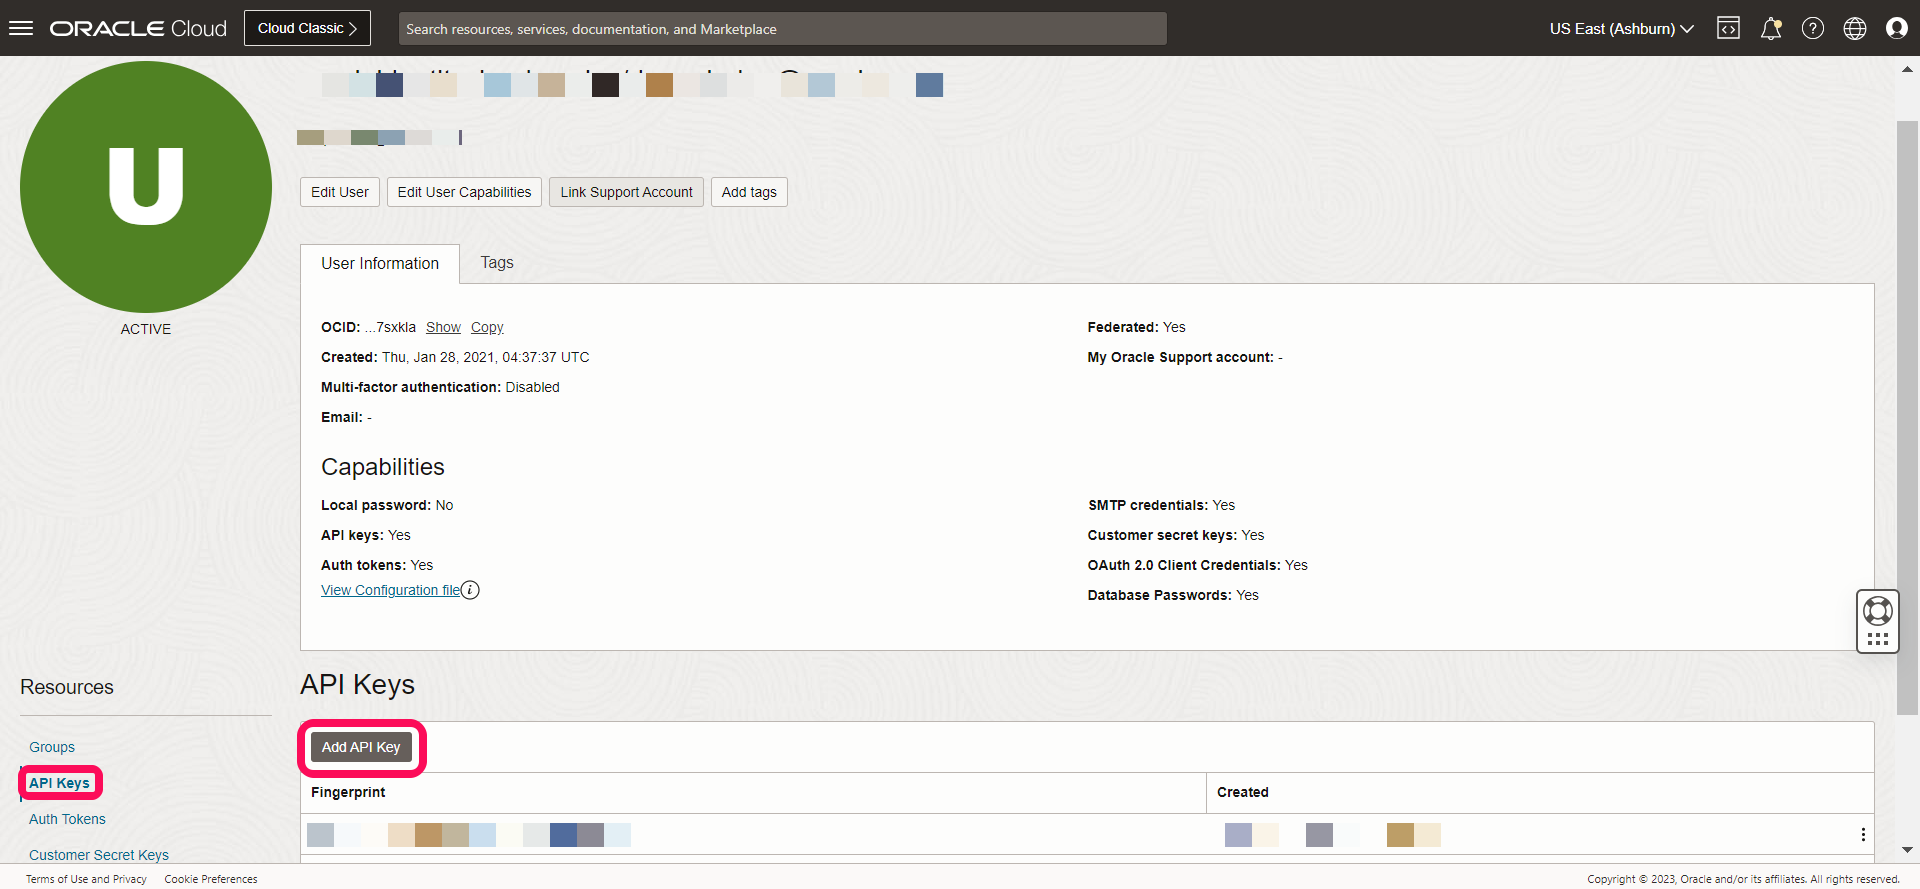 ORACLE Cloud
Cloud Classic
Search resources, services, documentation, and Marketplace
US East (Ashburn)
U
ACTIVE
Edit User
Edit User Capabilities
Link Support Account
Add tags
User Information
Tags
OCID: ...7sxkla Show Copy
Created: Thu, Jan 28, 2021, 04:37:37 UTC
Multi-factor authentication: Disabled
Email: -
Federated: Yes
My Oracle Support account: -
Capabilities
Local password: No
API keys: Yes
Auth tokens: Yes
View Configuration file
SMTP credentials: Yes
Customer secret keys: Yes
OAuth 2.0 Client Credentials: Yes
Database Passwords: Yes
Resources
Groups
API Keys
Auth Tokens
Customer Secret Keys
API Keys
Add API Key
Fingerprint
Created
Terms of Use and Privacy
Cookie Preferences
Copyright © 2023, Oracle and/or its affiliates. All rights reserved.